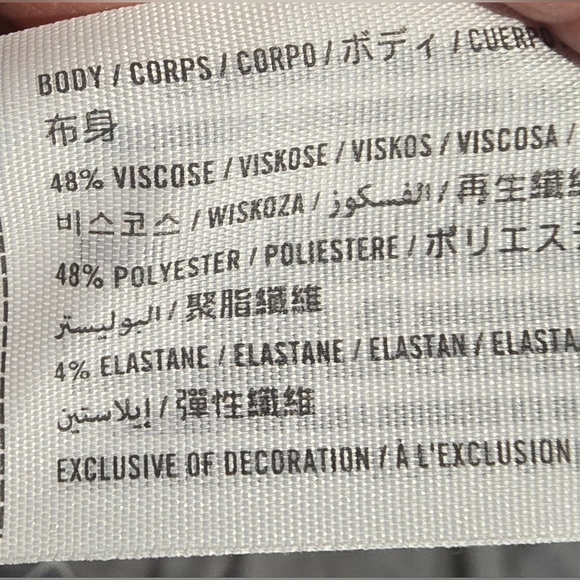 BODY / CORPS / CORPO / ボディ / CUERPO
布身
48% VISCOSE / VISKOSE / VISKOS / VISCOSA /
비스코스 / WISKOZA / الفسكوز / 再生纖維
48% POLYESTER / POLIESTERE / ポリエス
البوليستر / 聚脂纖維
4% ELASTANE / ELASTANE / ELASTAN / ELASTA
إيلاستين / 彈性纖維
EXCLUSIVE OF DECORATION / À L'EXCLUSION